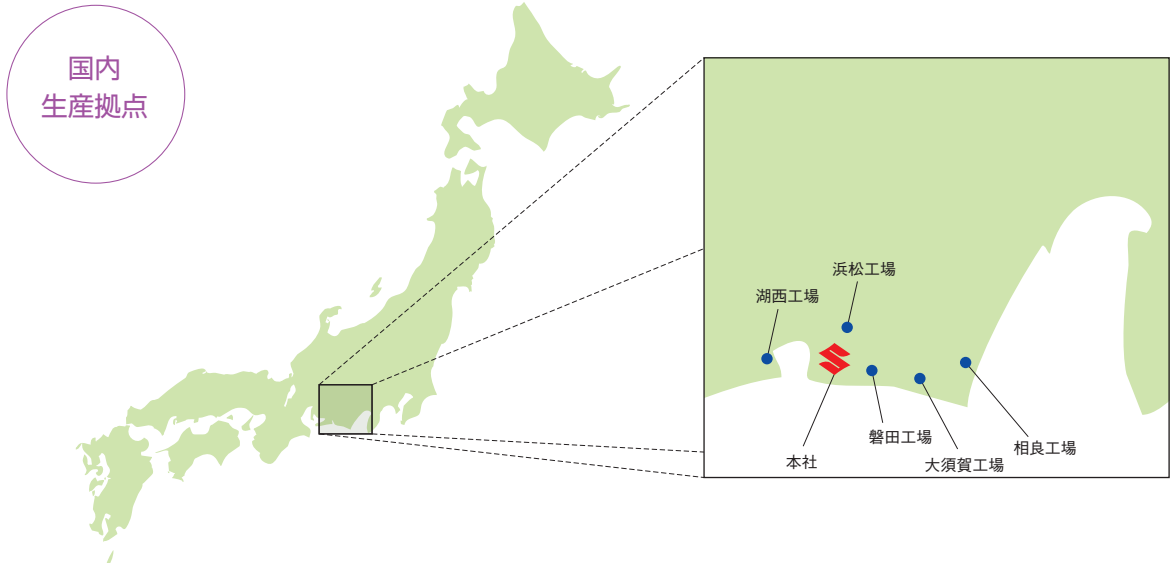 国内
生産拠点
浜松工場
湖西工場
磐田工場
本社
大須賀工場
相良工場